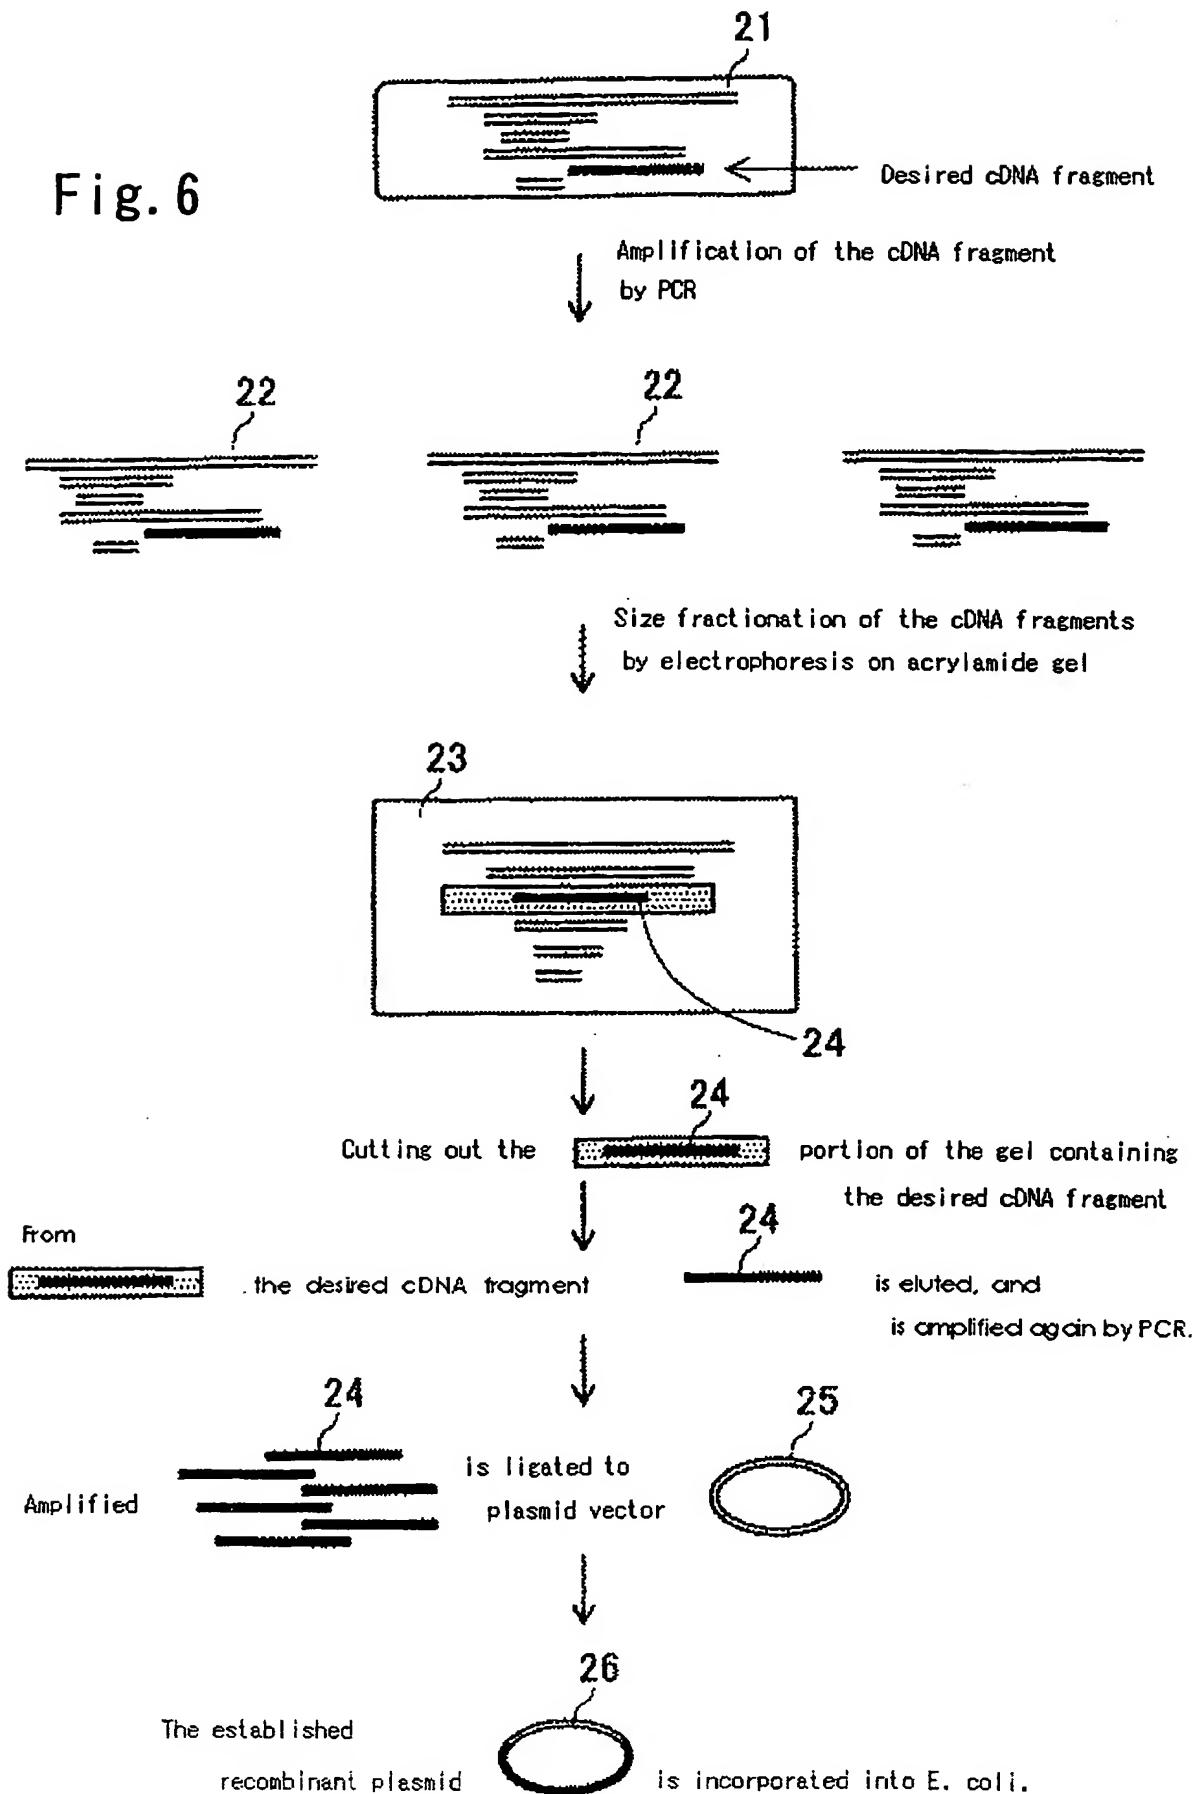 21
Fig. 6
Desired cDNA fragment
Amplification of the cDNA fragment
by PCR
22
22
Size fractionation of the cDNA fragments
by electrophoresis on acrylamide gel
23
24
24
Cutting out the portion of the gel containing
the desired cDNA fragment
From
24
the desired cDNA fragment is eluted, and
is amplified again by PCR.
24
25
Amplified is ligated to
plasmid vector
26
The established
recombinant plasmid is incorporated into E. coli.